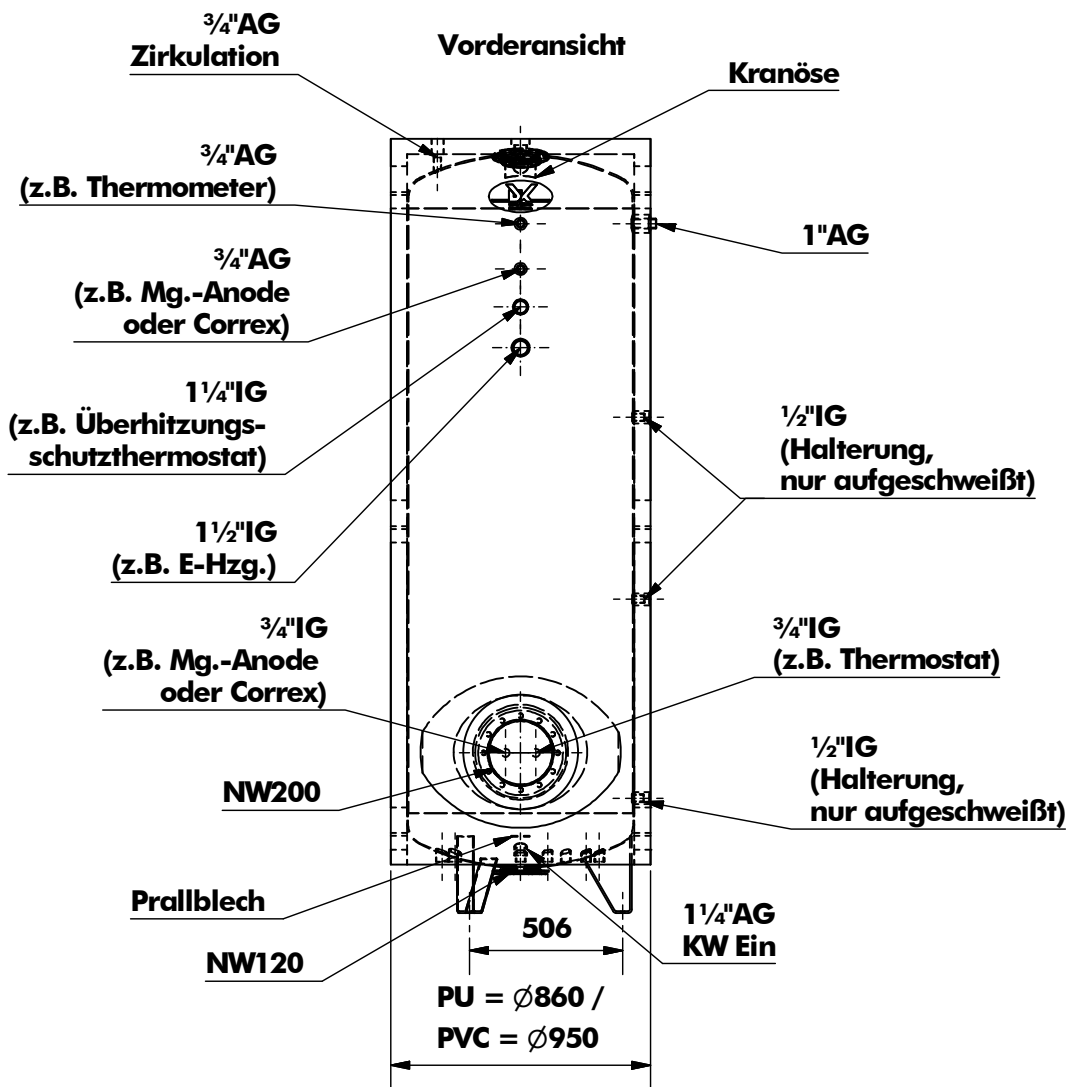 Vorderansicht
¾"AG
Zirkulation
Kranöse
¾"AG
(z.B. Thermometer)
1"AG
¾"AG
(z.B. Mg.-Anode
oder Correx)
1¼"IG
(z.B. Überhitzungs-
schutzthermostat)
½"IG
(Halterung,
nur aufgeschweißt)
1½"IG
(z.B. E-Hzg.)
¾"IG
(z.B. Mg.-Anode
oder Correx)
¾"IG
(z.B. Thermostat)
NW200
½"IG
(Halterung,
nur aufgeschweißt)
Prallblech
NW120
1¼"AG
KW Ein
506
PU = Ø860 /
PVC = Ø950